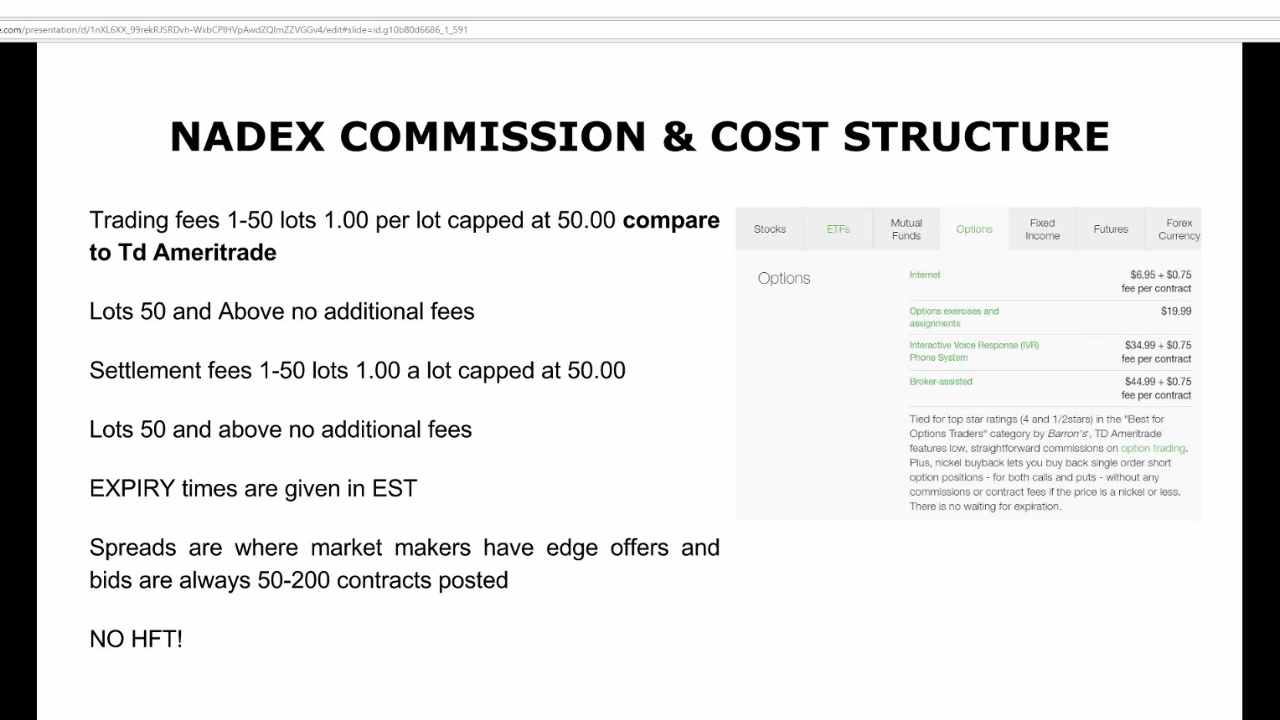 e.com/presentation/d/1nXL6XX_99rekRJSRDvh-WxbCPIHVpAwdZQImZZVGGv4/edit#slide=id.g10b80d6686_1_591
NADEX COMMISSION & COST STRUCTURE
Trading fees 1-50 lots 1.00 per lot capped at 50.00 compare
to Td Ameritrade
Lots 50 and Above no additional fees
Settlement fees 1-50 lots 1.00 a lot capped at 50.00
Lots 50 and above no additional fees
EXPIRY times are given in EST
Spreads are where market makers have edge offers and
bids are always 50-200 contracts posted
NO HFT!
Stocks
ETFs
Mutual
Funds
Options
Fixed
Income
Futures
Forex
Currency
Options
Internet
$6.95 + $0.75
fee per contract
Options exercises and
assignments
$19.99
Interactive Voice Response (IVR)
Phone System
$34.99 + $0.75
fee per contract
Broker-assisted
$44.99 + $0.75
fee per contract
Tied for top star ratings (4 and 1/2stars) in the "Best for
Options Traders" category by Barron's', TD Ameritrade
features low, straightforward commissions on option trading.
Plus, nickel buyback lets you buy back single order short
option positions - for both calls and puts - without any
commissions or contract fees if the price is a nickel or less.
There is no waiting for expiration.